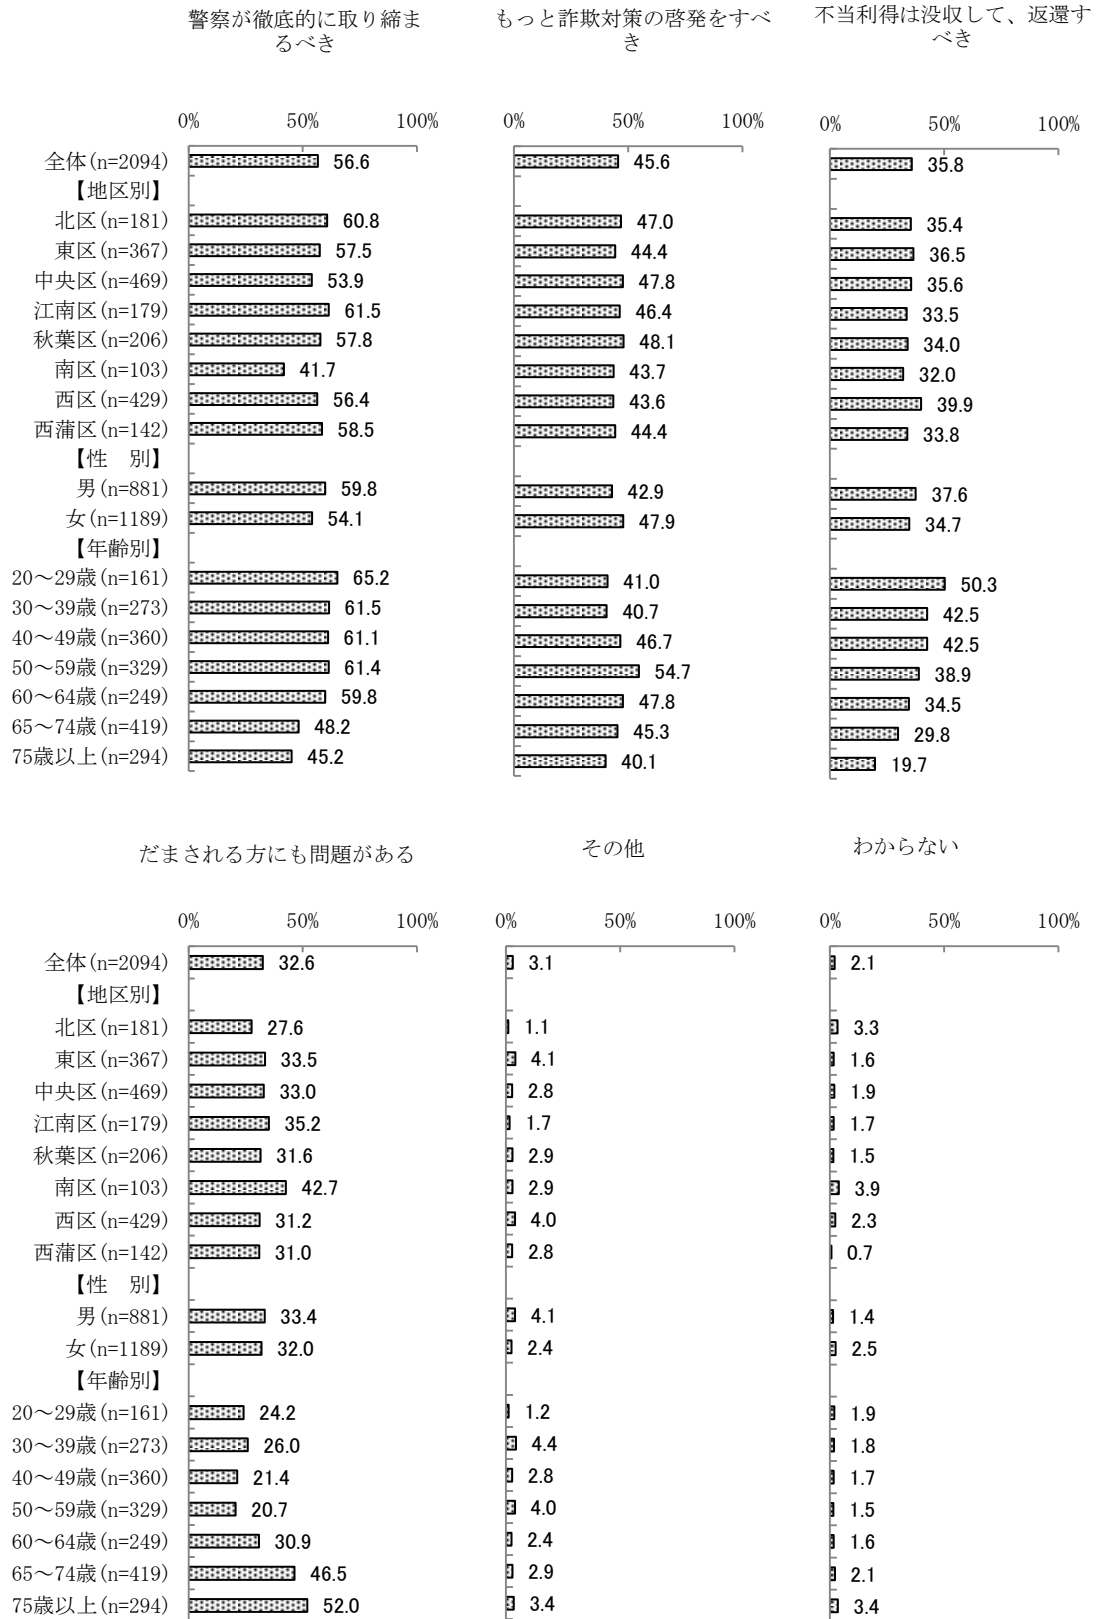 警察が徹底的に取り締ま
るべき
もっと詐欺対策の啓発をすべ
き
不当利得は没収して、返還す
べき
0% 50% 100% 0% 50% 100% 0% 50% 100%
全体(n=2094) 56.6 45.6 35.8
【地区別】
北区(n=181) 60.8 47.0 35.4
東区(n=367) 57.5 44.4 36.5
中央区(n=469) 53.9 47.8 35.6
江南区(n=179) 61.5 46.4 33.5
秋葉区(n=206) 57.8 48.1 34.0
南区(n=103) 41.7 43.7 32.0
西区(n=429) 56.4 43.6 39.9
西蒲区(n=142) 58.5 44.4 33.8
【性　別】
男(n=881) 59.8 42.9 37.6
女(n=1189) 54.1 47.9 34.7
【年齢別】
20～29歳(n=161) 65.2 41.0 50.3
30～39歳(n=273) 61.5 40.7 42.5
40～49歳(n=360) 61.1 46.7 42.5
50～59歳(n=329) 61.4 54.7 38.9
60～64歳(n=249) 59.8 47.8 34.5
65～74歳(n=419) 48.2 45.3 29.8
75歳以上(n=294) 45.2 40.1 19.7
だまされる方にも問題がある
その他
わからない
0% 50% 100% 0% 50% 100% 0% 50% 100%
全体(n=2094) 32.6 3.1 2.1
【地区別】
北区(n=181) 27.6 1.1 3.3
東区(n=367) 33.5 4.1 1.6
中央区(n=469) 33.0 2.8 1.9
江南区(n=179) 35.2 1.7 1.7
秋葉区(n=206) 31.6 2.9 1.5
南区(n=103) 42.7 2.9 3.9
西区(n=429) 31.2 4.0 2.3
西蒲区(n=142) 31.0 2.8 0.7
【性　別】
男(n=881) 33.4 4.1 1.4
女(n=1189) 32.0 2.4 2.5
【年齢別】
20～29歳(n=161) 24.2 1.2 1.9
30～39歳(n=273) 26.0 4.4 1.8
40～49歳(n=360) 21.4 2.8 1.7
50～59歳(n=329) 20.7 4.0 1.5
60～64歳(n=249) 30.9 2.4 1.6
65～74歳(n=419) 46.5 2.9 2.1
75歳以上(n=294) 52.0 3.4 3.4